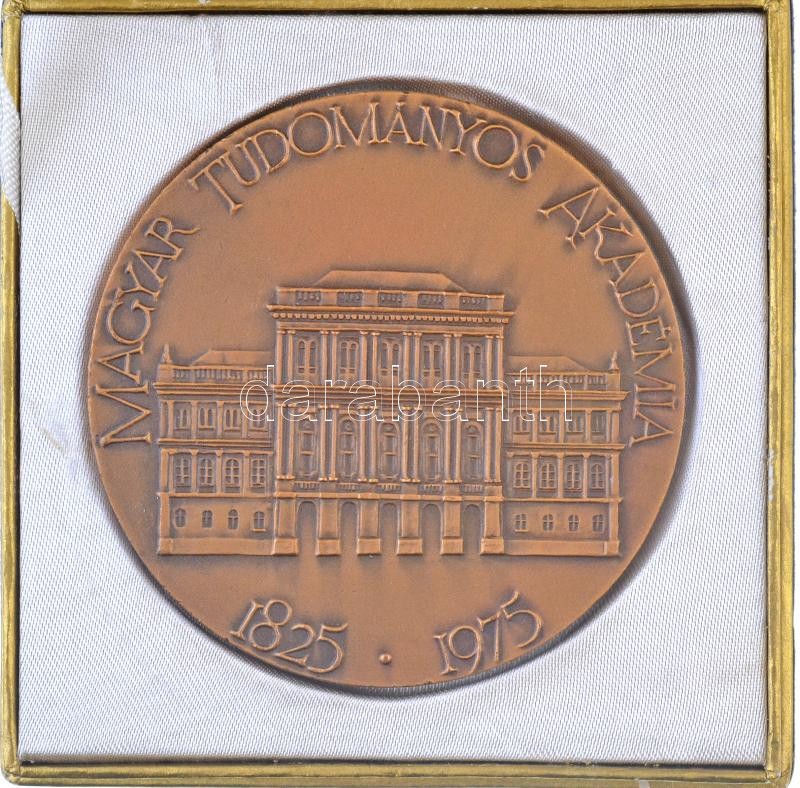 MAGYAR TUDOMÁNYOS AKADÉMIA
darabanth
1825 · 1975